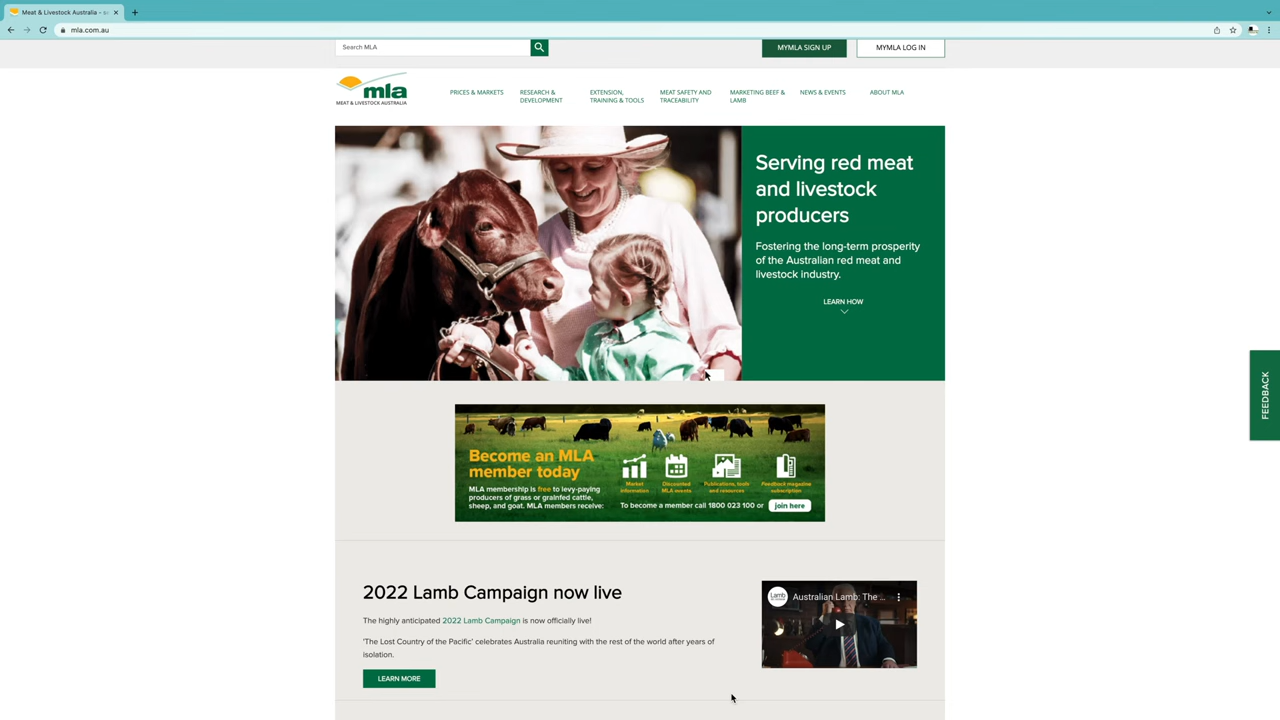 Meat & Livestock Australia -
mla.com.au
Search MLA
MYMLA SIGN UP
MYMLA LOG IN
mla
MEAT & LIVESTOCK AUSTRALIA
PRICES & MARKETS
RESEARCH &
DEVELOPMENT
EXTENSION,
TRAINING & TOOLS
MEAT SAFETY AND
TRACEABILITY
MARKETING BEEF &
LAMB
NEWS & EVENTS
ABOUT MLA
Serving red meat
and livestock
producers
Fostering the long-term prosperity
of the Australian red meat and
livestock industry.
LEARN HOW
FEEDBACK
Become an MLA
member today
MLA membership is free to levy-paying
producers of grass or grainfed cattle,
sheep, and goat. MLA members receive:
Market
information
Discounted
MLA events
Publications, tools
and resources
Feedback magazine
subscription
To become a member call 1800 023 100 or
join here
2022 Lamb Campaign now live
The highly anticipated 2022 Lamb Campaign is now officially live!
'The Lost Country of the Pacific' celebrates Australia reuniting with the rest of the world after years of
isolation.
LEARN MORE
Lamb
Australian Lamb: The ...